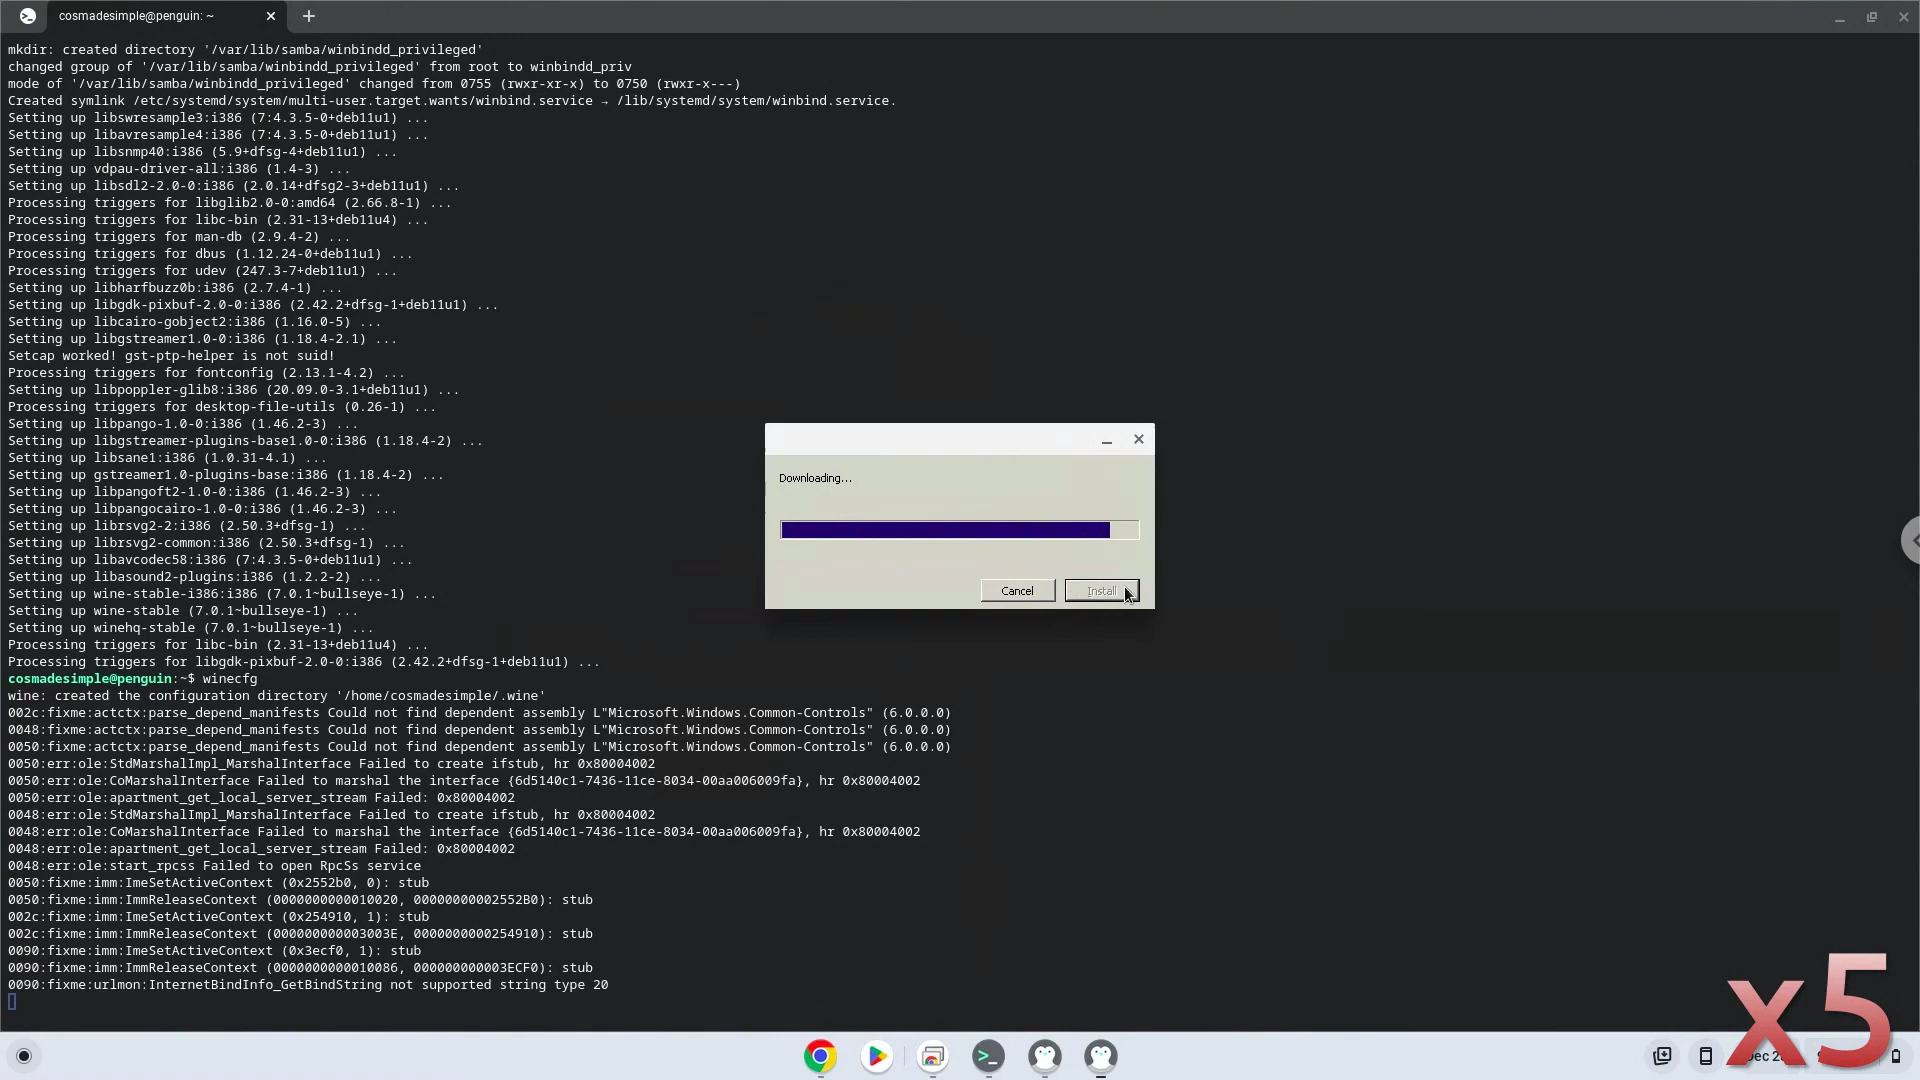 cosmadesimple@penguin: ~
mkdir: created directory '/var/lib/samba/winbindd_privileged'
changed group of '/var/lib/samba/winbindd_privileged' from root to winbindd_priv
mode of '/var/lib/samba/winbindd_privileged' changed from 0755 (rwxr-xr-x) to 0750 (rwxr-x---)
Created symlink /etc/systemd/system/multi-user.target.wants/winbind.service → /lib/systemd/system/winbind.service.
Setting up libswresample3:i386 (7:4.3.5-0+deb11u1) ...
Setting up libavresample4:i386 (7:4.3.5-0+deb11u1) ...
Setting up libsnmp40:i386 (5.9+dfsg-4+deb11u1) ...
Setting up vdpau-driver-all:i386 (1.4-3) ...
Setting up libsdl2-2.0-0:i386 (2.0.14+dfsg2-3+deb11u1) ...
Processing triggers for libglib2.0-0:amd64 (2.66.8-1) ...
Processing triggers for libc-bin (2.31-13+deb11u4) ...
Processing triggers for man-db (2.9.4-2) ...
Processing triggers for dbus (1.12.24-0+deb11u1) ...
Processing triggers for udev (247.3-7+deb11u1) ...
Setting up libharfbuzz0b:i386 (2.7.4-1) ...
Setting up libgdk-pixbuf-2.0-0:i386 (2.42.2+dfsg-1+deb11u1) ...
Setting up libcairo-gobject2:i386 (1.16.0-5) ...
Setting up libgstreamer1.0-0:i386 (1.18.4-2.1) ...
Setcap worked! gst-ptp-helper is not suid!
Processing triggers for fontconfig (2.13.1-4.2) ...
Setting up libpoppler-glib8:i386 (20.09.0-3.1+deb11u1) ...
Processing triggers for desktop-file-utils (0.26-1) ...
Setting up libpango-1.0-0:i386 (1.46.2-3) ...
Setting up libgstreamer-plugins-base1.0-0:i386 (1.18.4-2) ...
Setting up libsane1:i386 (1.0.31-4.1) ...
Setting up gstreamer1.0-plugins-base:i386 (1.18.4-2) ...
Setting up libpangoft2-1.0-0:i386 (1.46.2-3) ...
Setting up libpangocairo-1.0-0:i386 (1.46.2-3) ...
Setting up librsvg2-2:i386 (2.50.3+dfsg-1) ...
Setting up librsvg2-common:i386 (2.50.3+dfsg-1) ...
Setting up libavcodec58:i386 (7:4.3.5-0+deb11u1) ...
Setting up libasound2-plugins:i386 (1.2.2-2) ...
Setting up wine-stable-i386:i386 (7.0.1~bullseye-1) ...
Setting up wine-stable (7.0.1~bullseye-1) ...
Setting up winehq-stable (7.0.1~bullseye-1) ...
Processing triggers for libc-bin (2.31-13+deb11u4) ...
Processing triggers for libgdk-pixbuf-2.0-0:i386 (2.42.2+dfsg-1+deb11u1) ...
cosmadesimple@penguin:~$ winecfg
wine: created the configuration directory '/home/cosmadesimple/.wine'
002c:fixme:actctx:parse_depend_manifests Could not find dependent assembly L"Microsoft.Windows.Common-Controls" (6.0.0.0)
0048:fixme:actctx:parse_depend_manifests Could not find dependent assembly L"Microsoft.Windows.Common-Controls" (6.0.0.0)
0050:fixme:actctx:parse_depend_manifests Could not find dependent assembly L"Microsoft.Windows.Common-Controls" (6.0.0.0)
0050:err:ole:StdMarshalImpl_MarshalInterface Failed to create ifstub, hr 0x80004002
0050:err:ole:CoMarshalInterface Failed to marshal the interface {6d5140c1-7436-11ce-8034-00aa006009fa}, hr 0x80004002
0050:err:ole:apartment_get_local_server_stream Failed: 0x80004002
0048:err:ole:StdMarshalImpl_MarshalInterface Failed to create ifstub, hr 0x80004002
0048:err:ole:CoMarshalInterface Failed to marshal the interface {6d5140c1-7436-11ce-8034-00aa006009fa}, hr 0x80004002
0048:err:ole:apartment_get_local_server_stream Failed: 0x80004002
0048:err:ole:start_rpcss Failed to open RpcSs service
0050:fixme:imm:ImeSetActiveContext (0x2552b0, 0): stub
0050:fixme:imm:ImmReleaseContext (0000000000010020, 00000000002552B0): stub
002c:fixme:imm:ImeSetActiveContext (0x254910, 1): stub
002c:fixme:imm:ImmReleaseContext (000000000003003E, 0000000000254910): stub
0090:fixme:imm:ImeSetActiveContext (0x3ecf0, 1): stub
0090:fixme:imm:ImmReleaseContext (0000000000010086, 000000000003ECF0): stub
0090:fixme:urlmon:InternetBindInfo_GetBindString not supported string type 20
Downloading...
Cancel
Install
x5